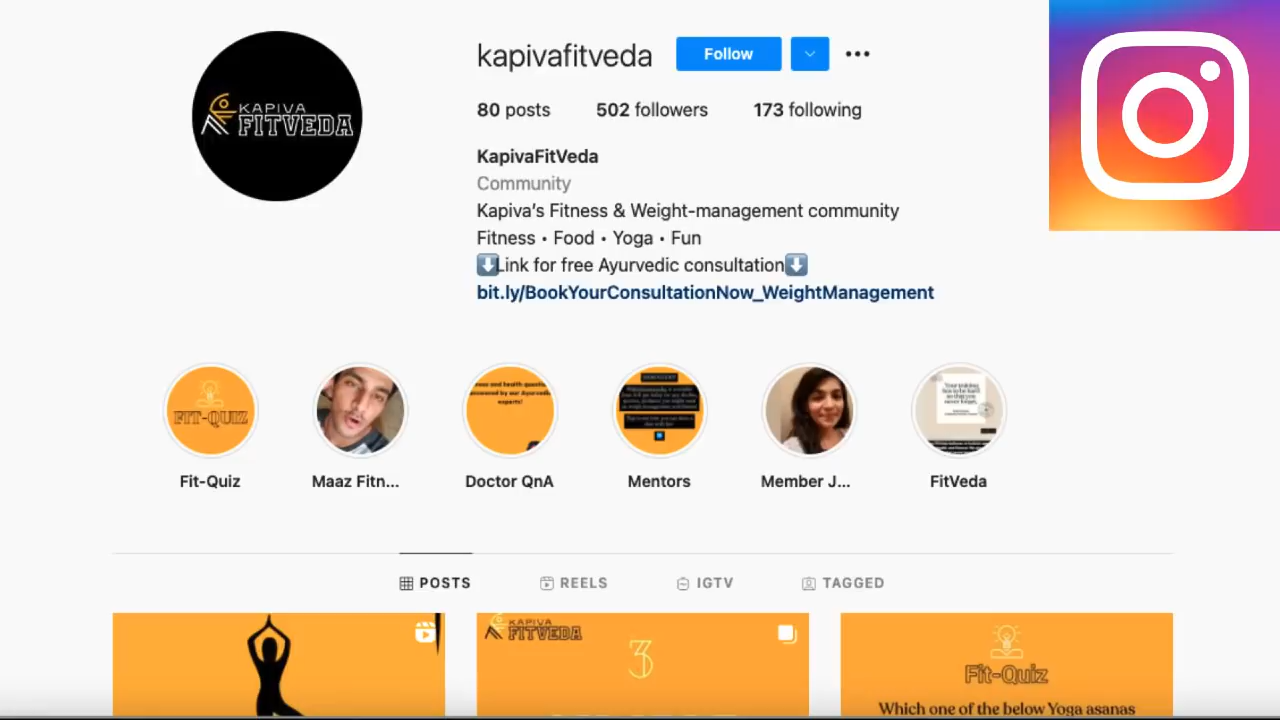 kapivafitveda Follow
80 posts 502 followers 173 following
KAPIVA
FITVEDA
KapivaFitVeda
Community
Kapiva's Fitness & Weight-management community
Fitness • Food • Yoga • Fun
⬇️Link for free Ayurvedic consultation⬇️
bit.ly/BookYourConsultationNow_WeightManagement
FIT-QUIZ
Fit-Quiz Maaz Fitn... Doctor QnA Mentors Member J... FitVeda
POSTS REELS IGTV TAGGED
KAPIVA
FITVEDA
3
Fit-Quiz
Which one of the below Yoga asanas